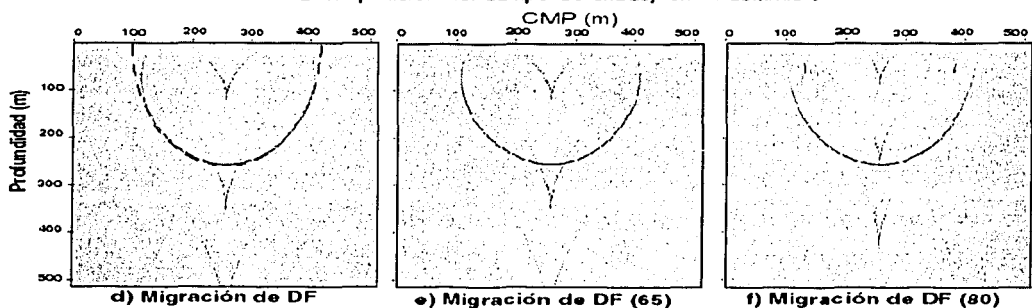 CMP (m)
0 100 200 300 400 500
0 100 200 300 400 500
0 100 200 300 400 500
Profundidad (m)
100
200
300
400
500
d) Migración de DF
e) Migración de DF (65)
f) Migración de DF (80)